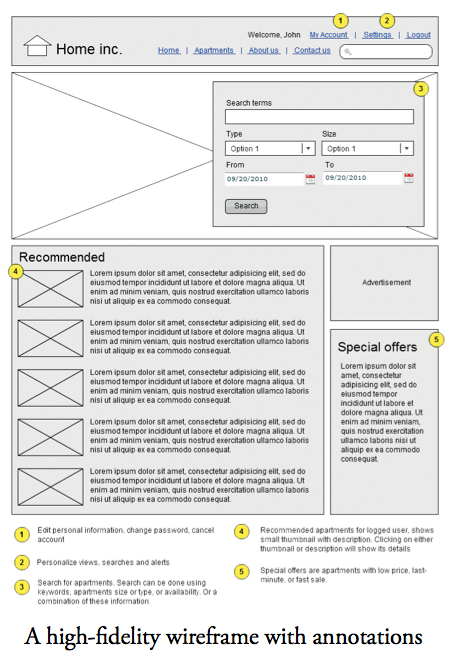 1 2
Welcome, John My Account | Settings | Logout
Home inc.
Home | Apartments | About us | Contact us
3
Search terms
Type Size
Option 1 Option 1
From To
09/20/2010 09/20/2010
Search
Recommended
4
Lorem ipsum dolor sit amet, consectetur adipisicing elit, sed do
eiusmod tempor incididunt ut labore et dolore magna aliqua. Ut
enim ad minim veniam, quis nostrud exercitation ullamco laboris
nisi ut aliquip ex ea commodo consequat.
Lorem ipsum dolor sit amet, consectetur adipisicing elit, sed do
eiusmod tempor incididunt ut labore et dolore magna aliqua. Ut
enim ad minim veniam, quis nostrud exercitation ullamco laboris
nisi ut aliquip ex ea commodo consequat.
Lorem ipsum dolor sit amet, consectetur adipisicing elit, sed do
eiusmod tempor incididunt ut labore et dolore magna aliqua. Ut
enim ad minim veniam, quis nostrud exercitation ullamco laboris
nisi ut aliquip ex ea commodo consequat.
Lorem ipsum dolor sit amet, consectetur adipisicing elit, sed do
eiusmod tempor incididunt ut labore et dolore magna aliqua. Ut
enim ad minim veniam, quis nostrud exercitation ullamco laboris
nisi ut aliquip ex ea commodo consequat.
Lorem ipsum dolor sit amet, consectetur adipisicing elit, sed do
eiusmod tempor incididunt ut labore et dolore magna aliqua. Ut
enim ad minim veniam, quis nostrud exercitation ullamco laboris
nisi ut aliquip ex ea commodo consequat.
Advertisement
5
Special offers
Lorem ipsum dolor sit
amet, consectetur
adipisicing elit, sed do
eiusmod tempor
incididunt ut labore et
dolore magna aliqua. Ut
enim ad minim veniam,
quis nostrud exercitation
ullamco laboris nisi ut
aliquip ex ea commodo
consequat.
1 Edit personal information, change password, cancel
account
2 Personalize views, searches and alerts
3 Search for apartments. Search can be done using
keywords, apartments size or type, or availability. Or a
combination of these information
4 Recommended apartments for logged user, shows
small thumbnail with description. Clicking on either
thumbnail or description will show its details
5 Special offers are apartments with low price, last-
minute, or fast sale.
A high-fidelity wireframe with annotations